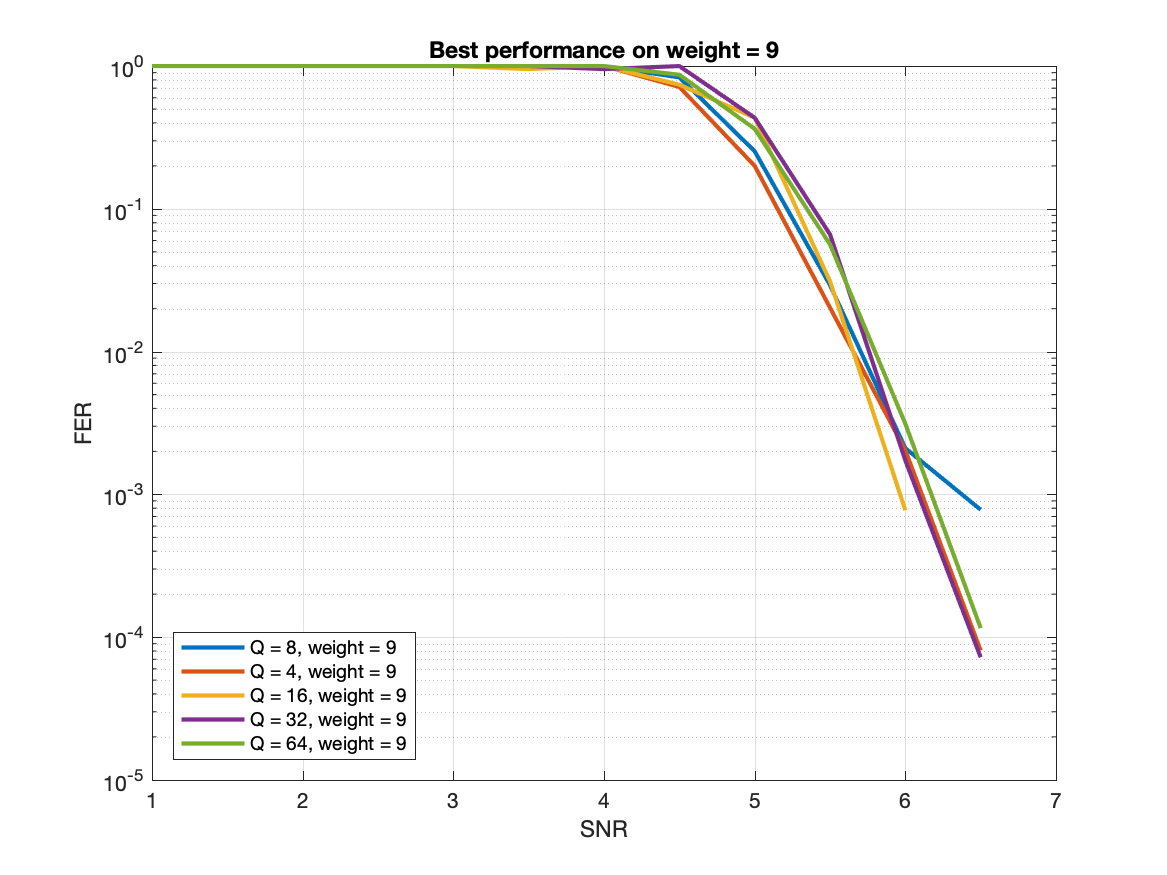 Best performance on weight = 9
10^0
10^-1
10^-2
10^-3
10^-4
10^-5
FER
Q = 8, weight = 9
Q = 4, weight = 9
Q = 16, weight = 9
Q = 32, weight = 9
Q = 64, weight = 9
1 2 3 4 5 6 7
SNR